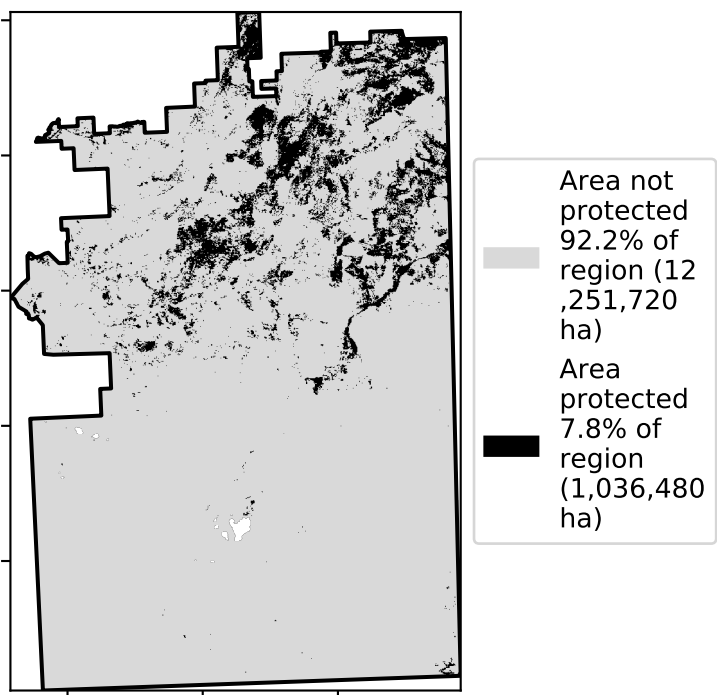 Area not
protected
92.2% of
region (12
,251,720
ha)
Area
protected
7.8% of
region
(1,036,480
ha)